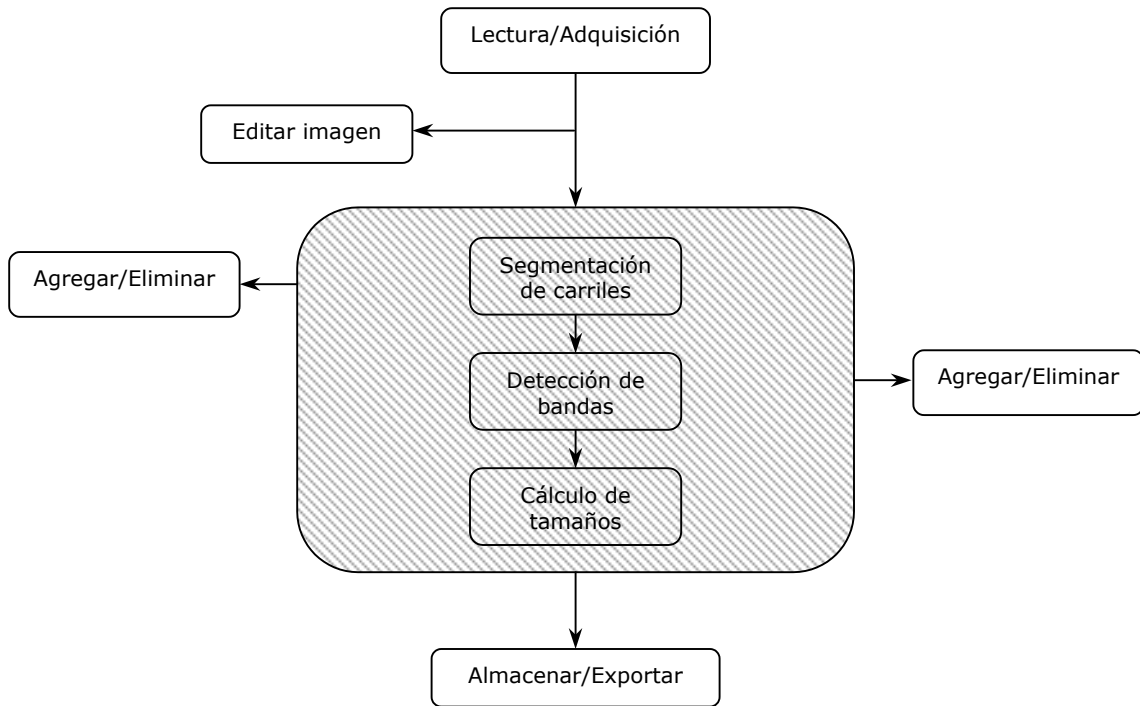 Lectura/Adquisición
Editar imagen
Segmentación
de carriles
Agregar/Eliminar
Detección de
bandas
Agregar/Eliminar
Cálculo de
tamaños
Almacenar/Exportar